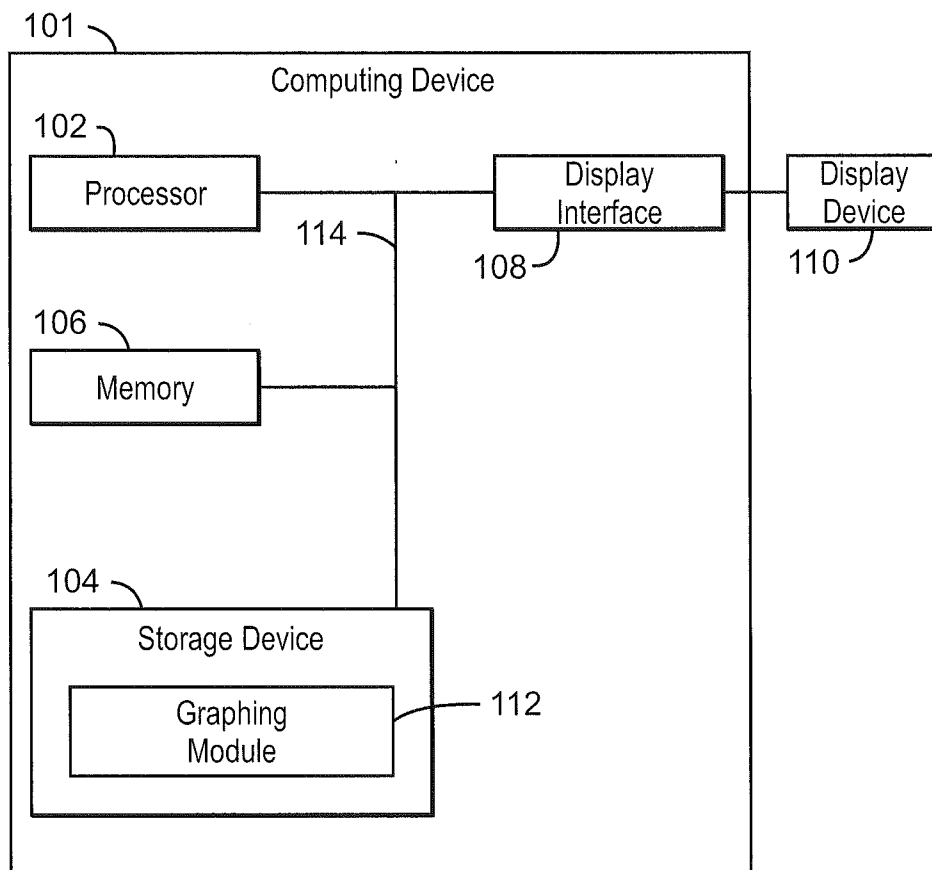 101
Computing Device
102
Processor
114
Display
Interface
108
Display
Device
110
106
Memory
104
Storage Device
Graphing
Module
112